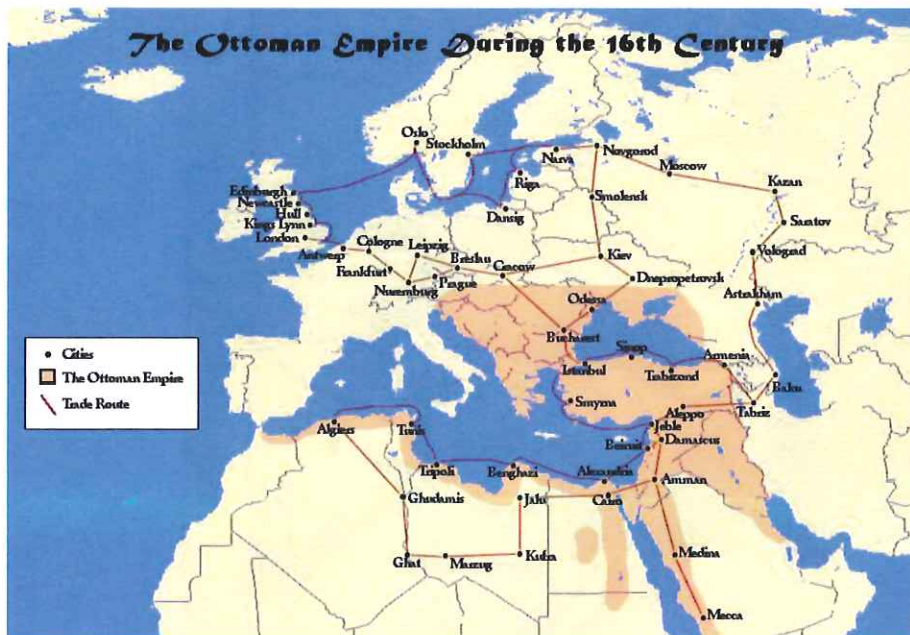 The Ottoman Empire During the 16th Century
Oslo
Stockholm
Narva
Novgorod
Moscow
Kazan
Riga
Edinburgh
Newcastle
Hull
Kings Lynn
London
Dansig
Smolensk
Saratov
Antwerp
Cologne
Leipzig
Breslau
Cracow
Kiev
Volograd
Frankfurt
Nuremburg
Prague
Dnepropetrovsk
Astrakham
Odessa
Bucharest
Istanbul
Sinop
Trabizond
Armenia
Baku
Cities
The Ottoman Empire
Trade Route
Smyrna
Aleppo
Tabriz
Algiers
Tunis
Jeble
Damascus
Beirut
Tripoli
Benghazi
Alexandria
Cairo
Amman
Ghudamis
Jalu
Ghat
Marzug
Kufra
Medina
Mecca